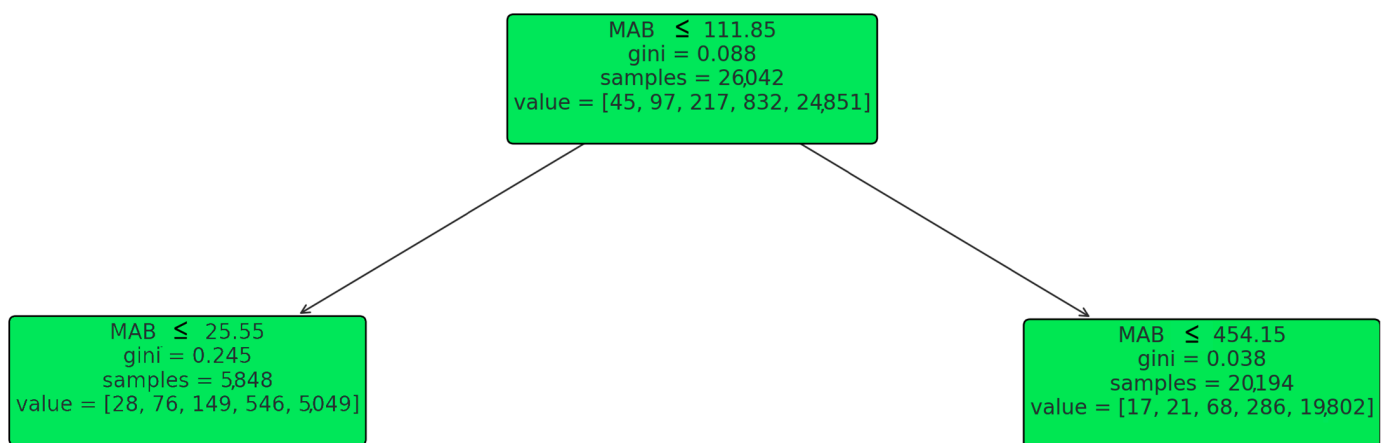 MAB ≤ 111.85
gini = 0.088
samples = 26,042
value = [45, 97, 217, 832, 24,851]
MAB ≤ 25.55
gini = 0.245
samples = 5,848
value = [28, 76, 149, 546, 5,049]
MAB ≤ 454.15
gini = 0.038
samples = 20,194
value = [17, 21, 68, 286, 19,802]